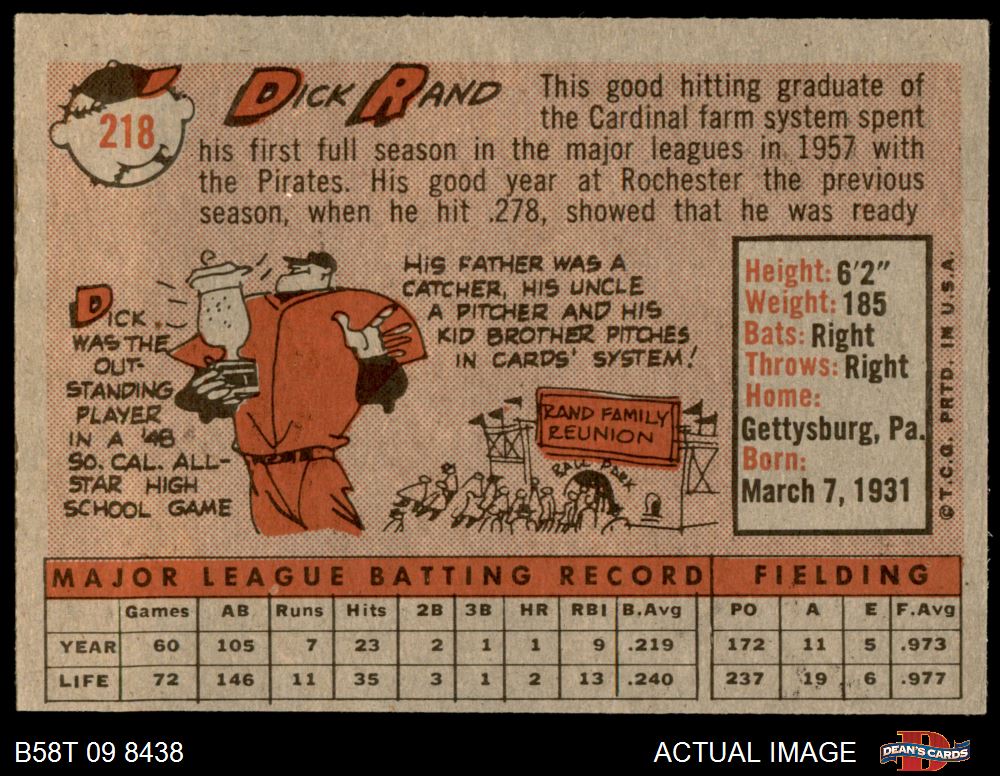 218
DICK RAND
This good hitting graduate of
the Cardinal farm system spent
his first full season in the major leagues in 1957 with
the Pirates. His good year at Rochester the previous
season, when he hit .278, showed that he was ready
DICK
WAS THE
OUT-
STANDING
PLAYER
IN A '48
SO. CAL. ALL-
STAR HIGH
SCHOOL GAME
HIS FATHER WAS A
CATCHER, HIS UNCLE
A PITCHER AND HIS
KID BROTHER PITCHES
IN CARDS' SYSTEM!
RAND FAMILY
REUNION
BALL PARK
Height: 6'2"
Weight: 185
Bats: Right
Throws: Right
Home:
Gettysburg, Pa.
Born:
March 7, 1931
© T.C.G. PRTD. IN U.S.A.
MAJOR LEAGUE BATTING RECORD FIELDING
Games AB Runs Hits 2B 3B HR RBI B.Avg PO A E F.Avg
YEAR 60 105 7 23 2 1 1 9 .219 172 11 5 .973
LIFE 72 146 11 35 3 1 2 13 .240 237 19 6 .977
B58T 09 8438 ACTUAL IMAGE DEAN'S CARDS